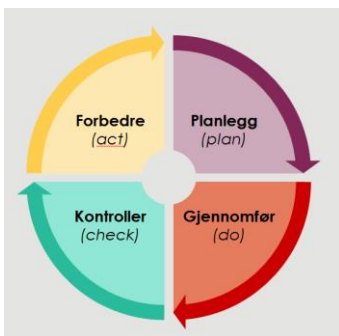 Forbedre
(act)
Planlegg
(plan)
Kontroller
(check)
Gjennomfør
(do)